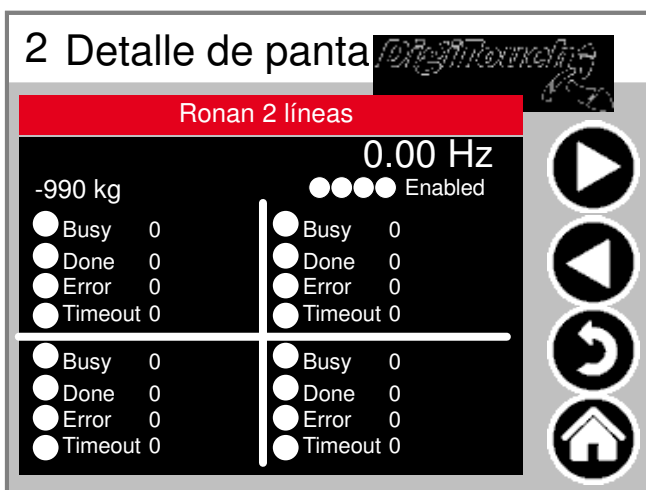 2 Detalle de panta
DigiTouch
Ronan 2 líneas
0.00 Hz
-990 kg
Enabled
Busy 0
Done 0
Error 0
Timeout 0
Busy 0
Done 0
Error 0
Timeout 0
Busy 0
Done 0
Error 0
Timeout 0
Busy 0
Done 0
Error 0
Timeout 0